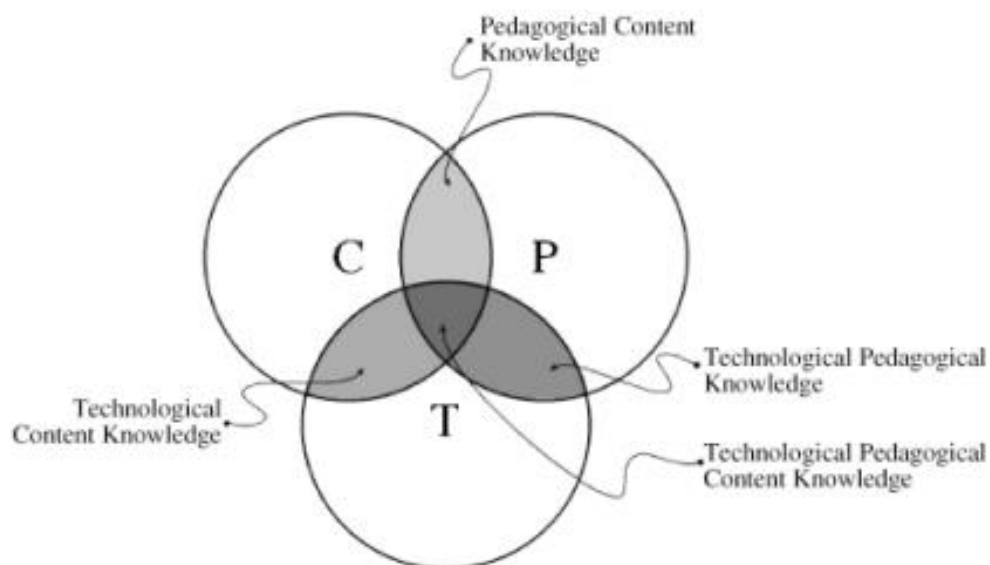 Pedagogical Content
Knowledge
C
P
Technological Pedagogical
Knowledge
Technological
Content Knowledge
T
Technological Pedagogical
Content Knowledge